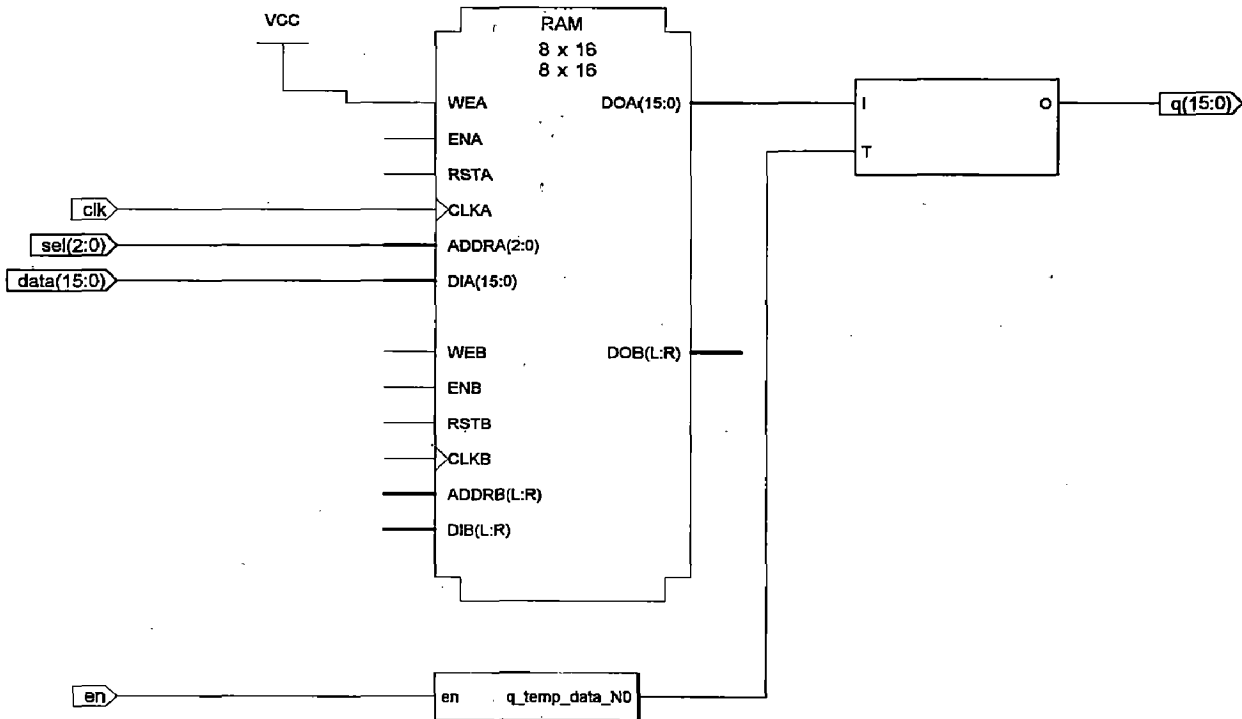 VCC
RAM
8 x 16
8 x 16
WEA
DOA(15:0)
I
O
q(15:0)
ENA
T
RSTA
clk
CLKA
sel(2:0)
ADDRA(2:0)
data(15:0)
DIA(15:0)
WEB
DOB(L:R)
ENB
RSTB
CLKB
ADDRB(L:R)
DIB(L:R)
en
en
q_temp_data_N0